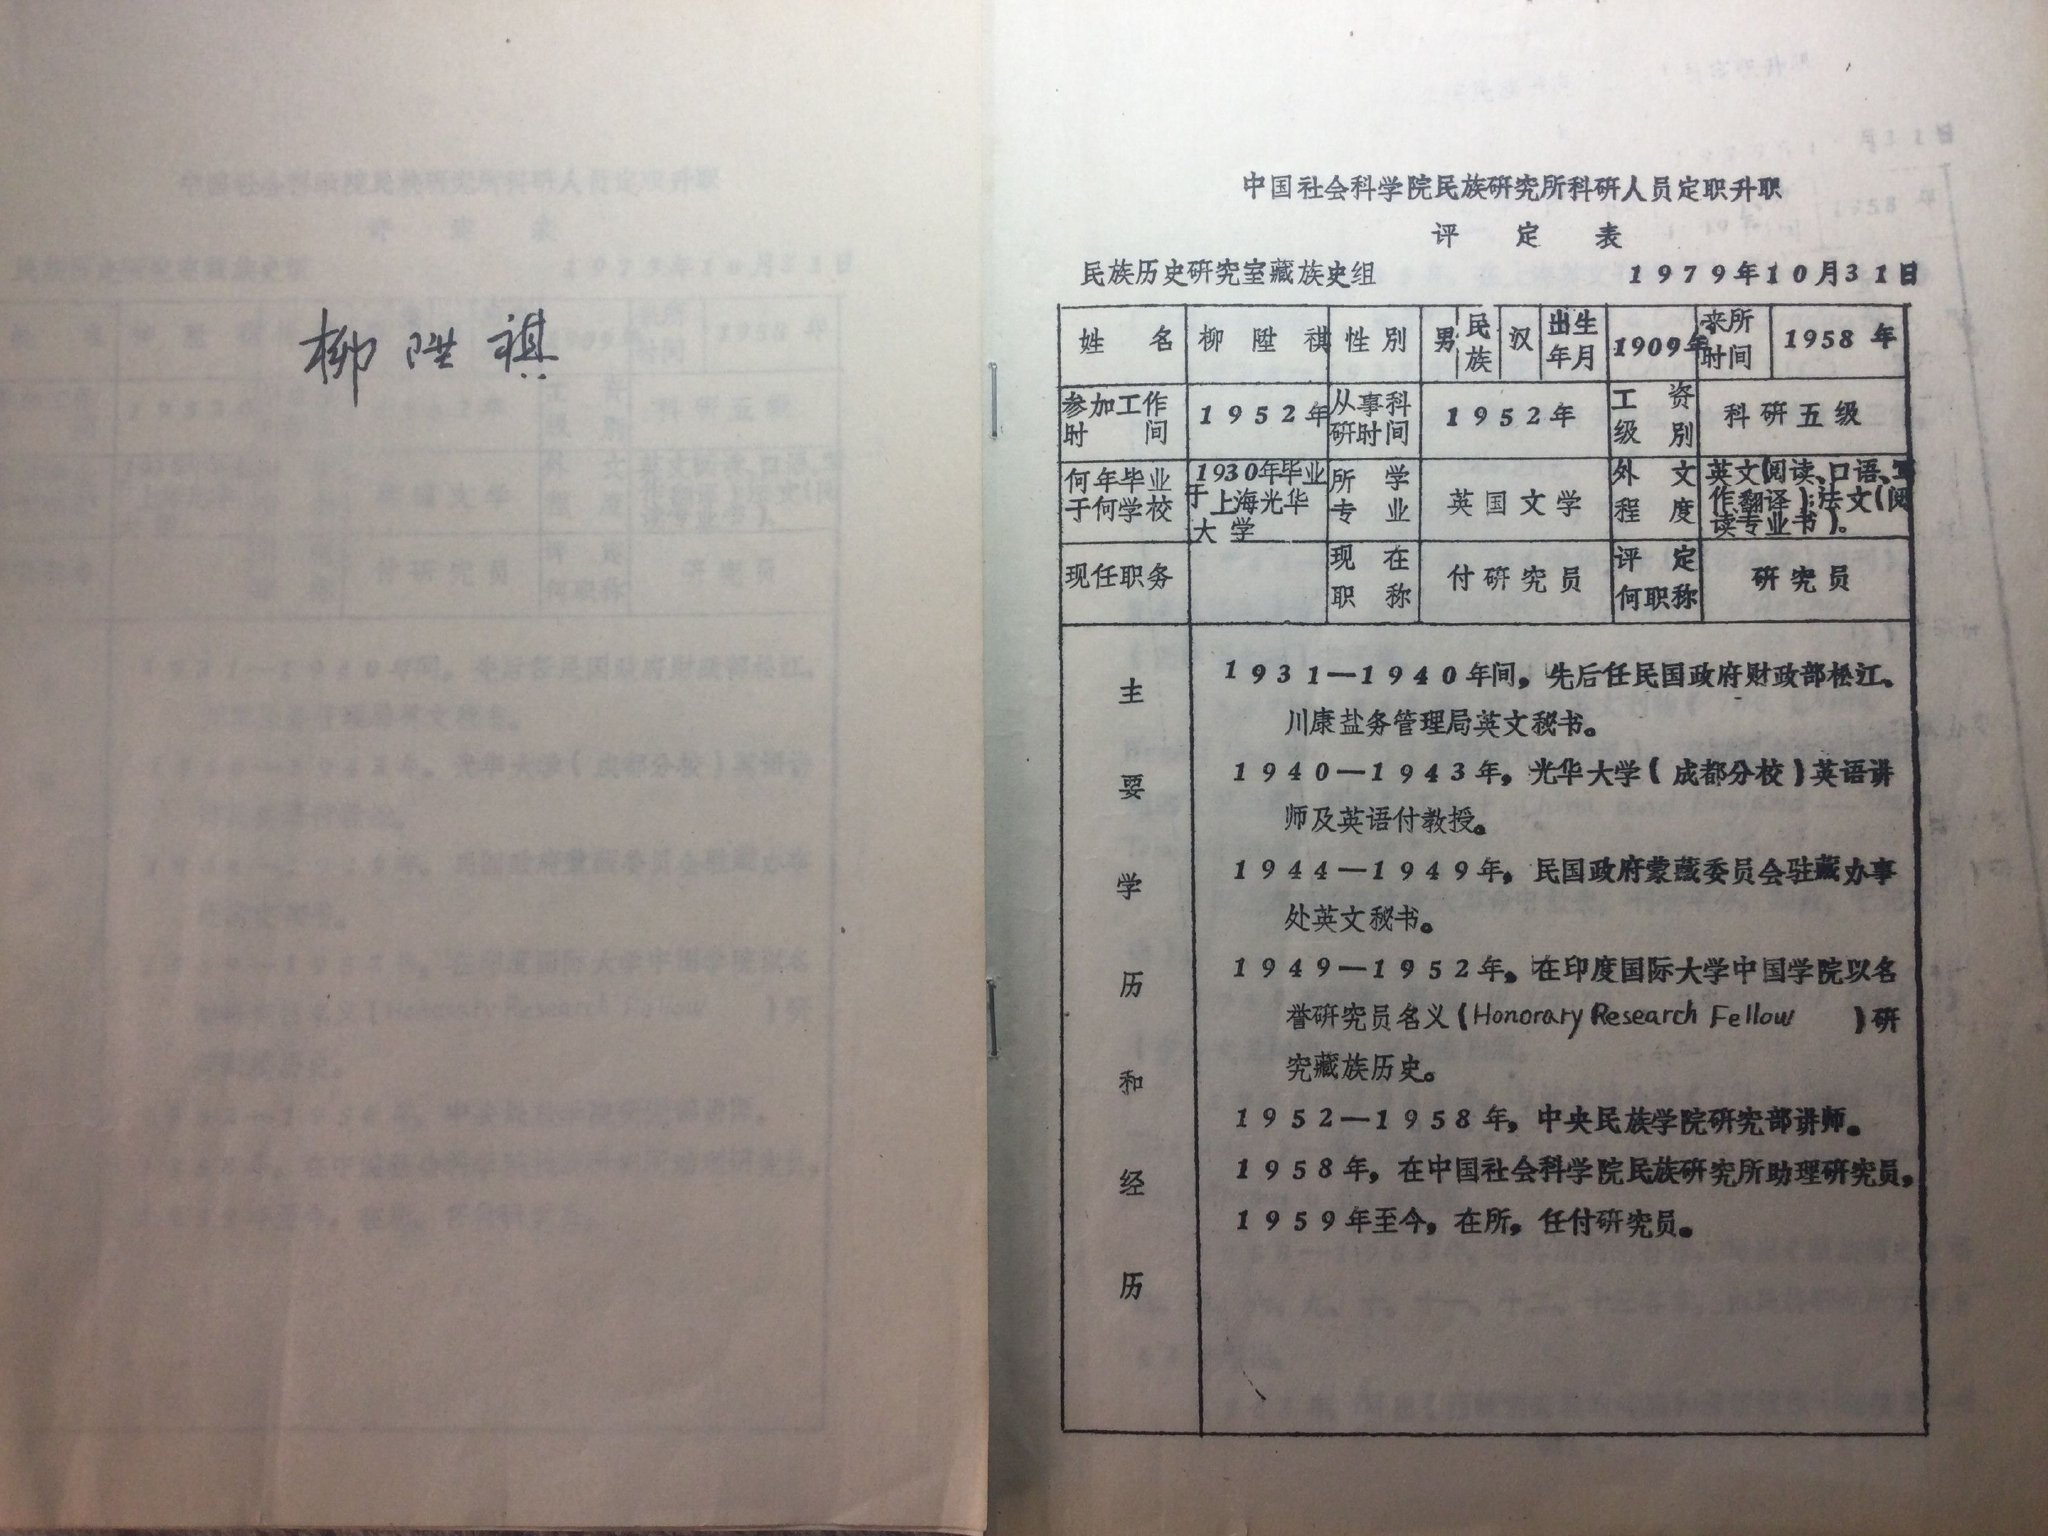 柳陞祺
中国社会科学院民族研究所科研人员定职升职
评 定 表
民族历史研究室藏族史组 1979年10月31日
姓 名 柳 陞 祺 性别 男 民族 汉 出生年月 1909年 来所时间 1958年
参加工作时间 1952年 从事科研时间 1952年 工资级别 科研五级
何年毕业于何学校 1930年毕业于上海光华大学 所学专业 英国文学 外文程度 英文(阅读、口语、写作翻译);法文(阅读专业书)。
现任职务 现在职称 付研究员 评定何职称 研究员
主要学历和经历
1931—1940年间,先后任民国政府财政部松江、
川康盐务管理局英文秘书。
1940—1943年,光华大学(成都分校)英语讲
师及英语付教授。
1944—1949年,民国政府蒙藏委员会驻藏办事
处英文秘书。
1949—1952年,在印度国际大学中国学院以名
誉研究员名义(Honorary Research Fellow )研
究藏族历史。
1952—1958年,中央民族学院研究部讲师。
1958年,在中国社会科学院民族研究所助理研究员,
1959年至今,在所,任付研究员。